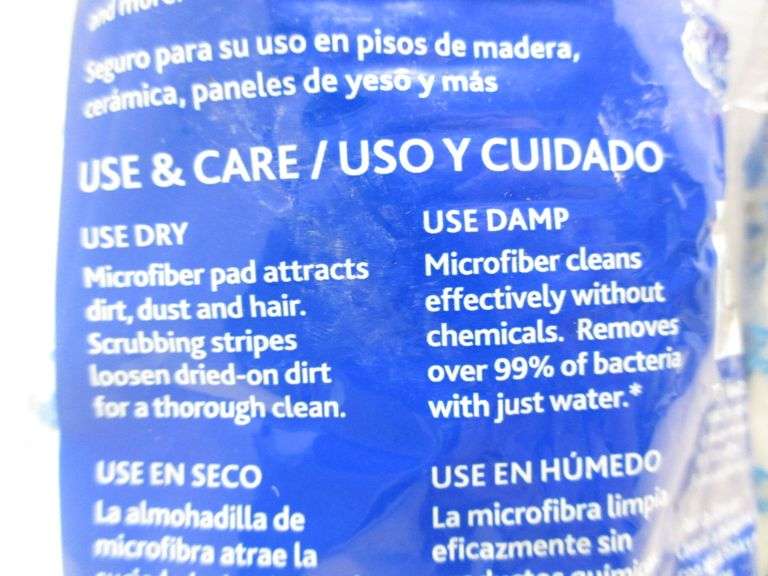 and more.
Seguro para su uso en pisos de madera,
cerámica, paneles de yeso y más
USE & CARE / USO Y CUIDADO
USE DRY
Microfiber pad attracts
dirt, dust and hair.
Scrubbing stripes
loosen dried-on dirt
for a thorough clean.
USE DAMP
Microfiber cleans
effectively without
chemicals. Removes
over 99% of bacteria
with just water.*
USE EN SECO
La almohadilla de
microfibra atrae la
USE EN HÚMEDO
La microfibra limpia
eficazmente sin